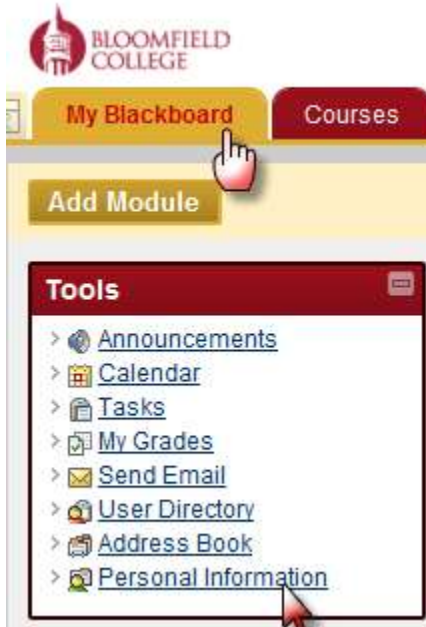 BLOOMFIELD
COLLEGE
My Blackboard Courses
Add Module
Tools
Announcements
Calendar
Tasks
My Grades
Send Email
User Directory
Address Book
Personal Information